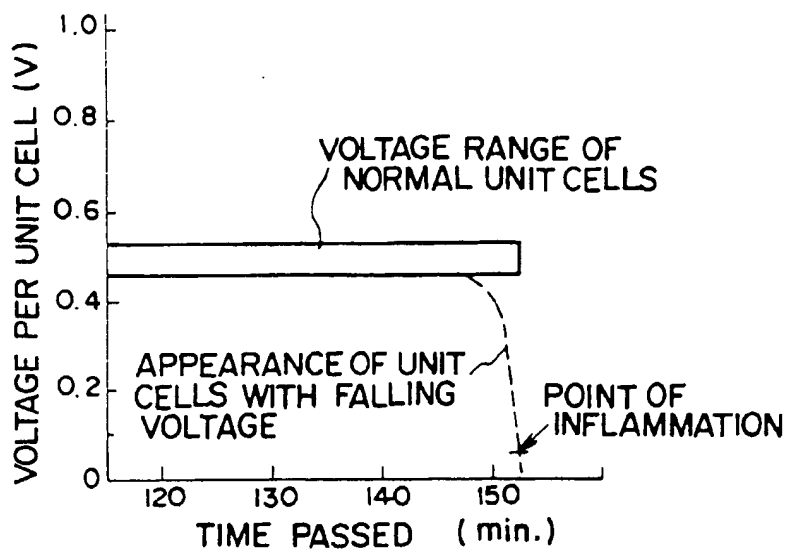 VOLTAGE PER UNIT CELL (V)
1.0
0.8
0.6
0.4
0.2
0
VOLTAGE RANGE OF
NORMAL UNIT CELLS
APPEARANCE OF UNIT
CELLS WITH FALLING
VOLTAGE
POINT OF
INFLAMMATION
120 130 140 150
TIME PASSED (min.)